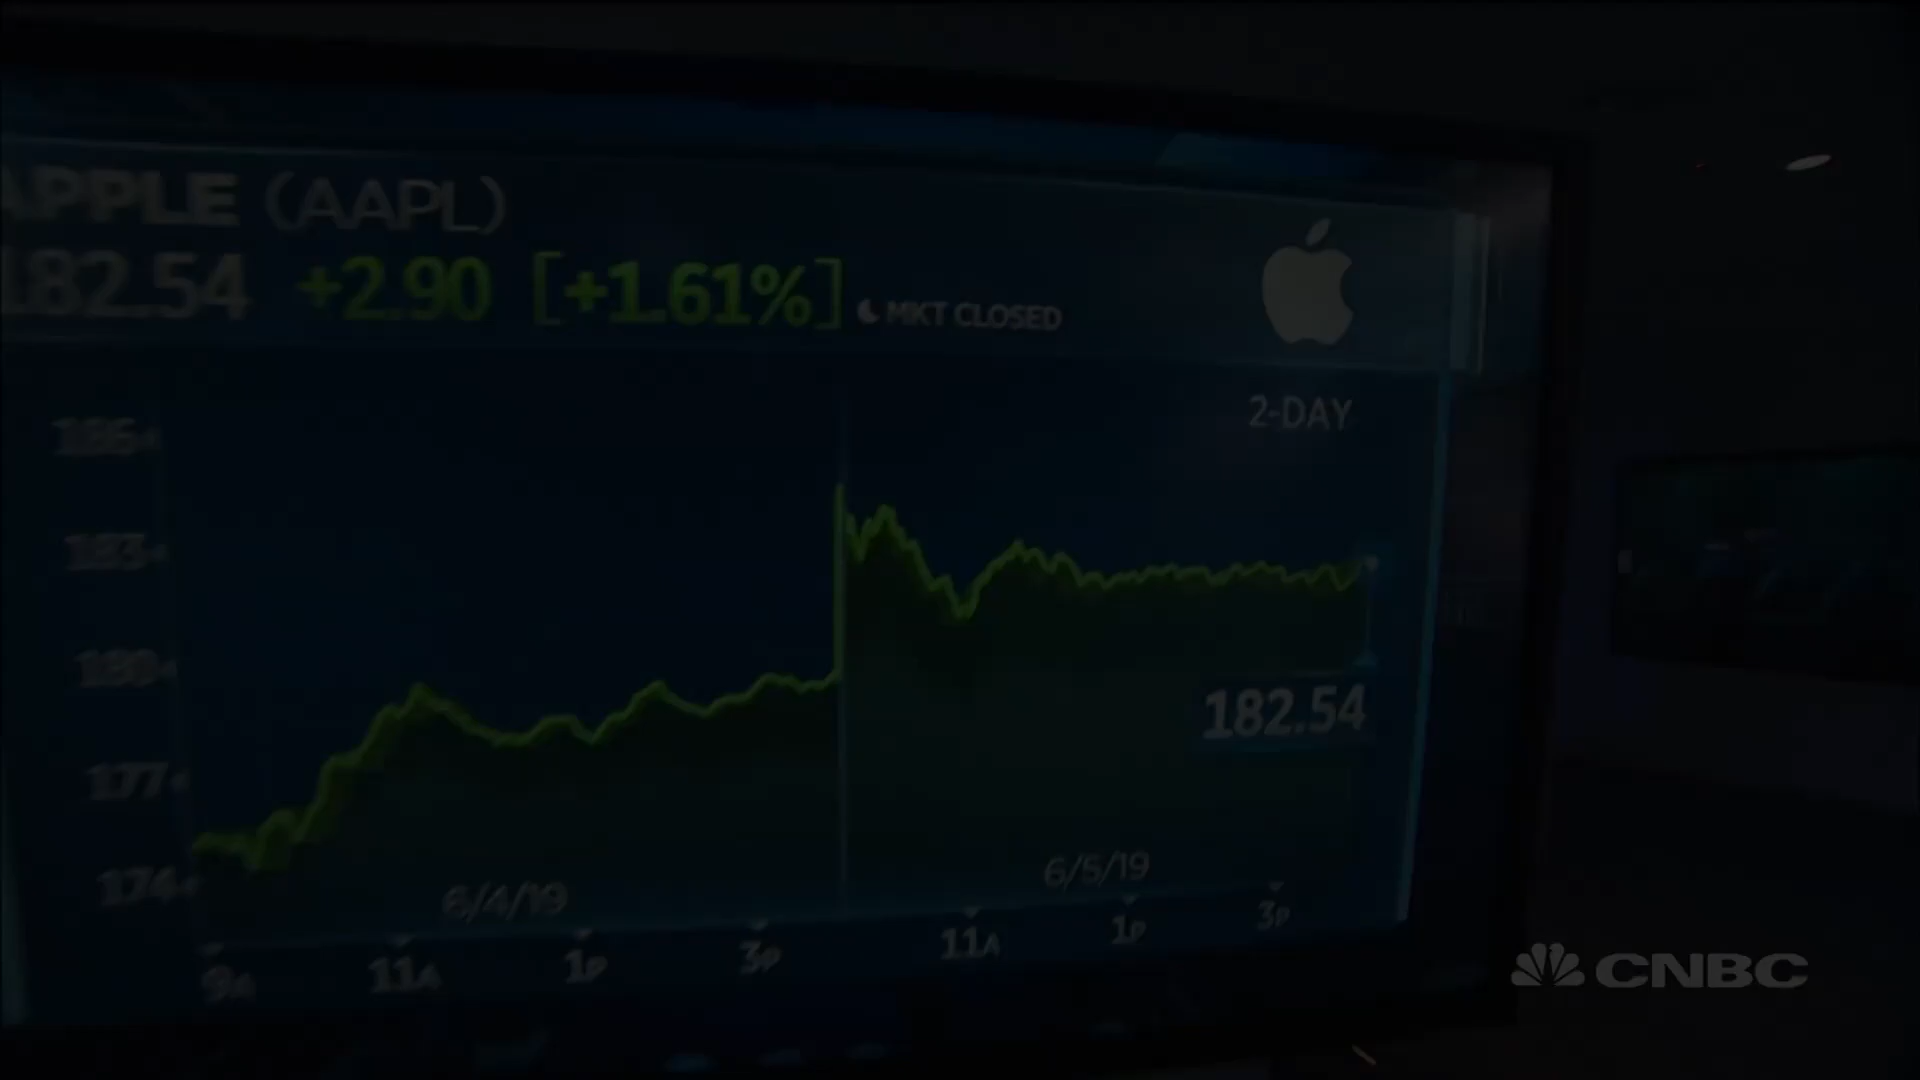 APPLE (AAPL)
182.54 +2.90 [+1.61%] MKT CLOSED
2-DAY
186
183
180
177
174
182.54
6/4/19
6/5/19
9A 11A 1P 3P 11A 1P 3P
CNBC